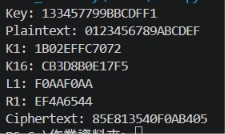 Key: 133457799BBCDFF1
Plaintext: 0123456789ABCDEF
K1: 1B02EFFC7072
K16: CB3D8B0E17F5
L1: F0AAF0AA
R1: EF4A6544
Ciphertext: 85E813540F0AB405